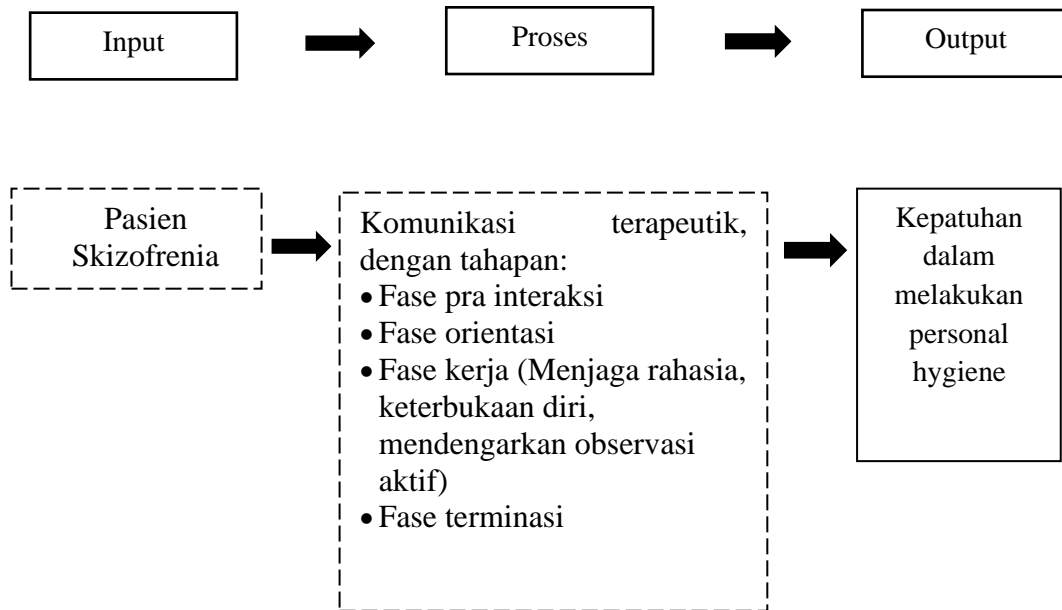 Input
Proses
Output
Pasien
Skizofrenia
Komunikasi terapeutik,
dengan tahapan:
• Fase pra interaksi
• Fase orientasi
• Fase kerja (Menjaga rahasia,
keterbukaan diri,
mendengarkan observasi
aktif)
• Fase terminasi
Kepatuhan
dalam
melakukan
personal
hygiene